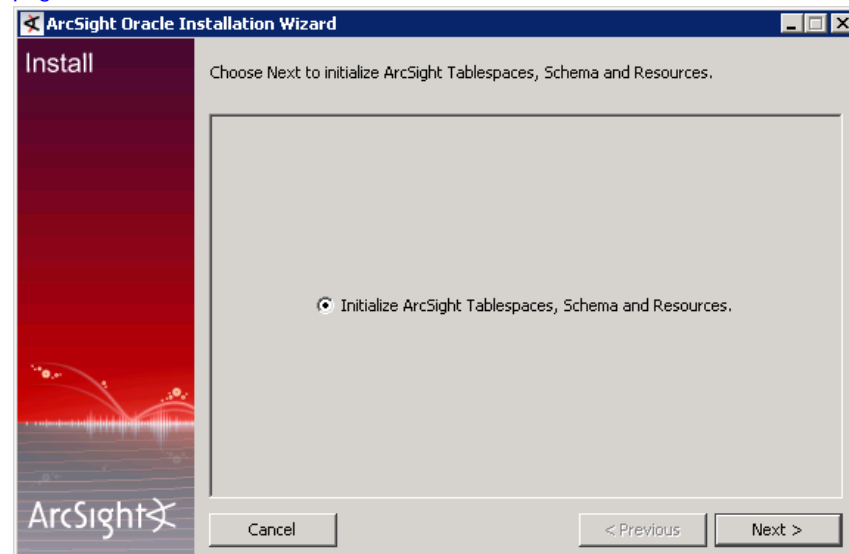 ArcSight Oracle Installation Wizard
Install
Choose Next to initialize ArcSight Tablespaces, Schema and Resources.
Initialize ArcSight Tablespaces, Schema and Resources.
ArcSight
Cancel
< Previous
Next >